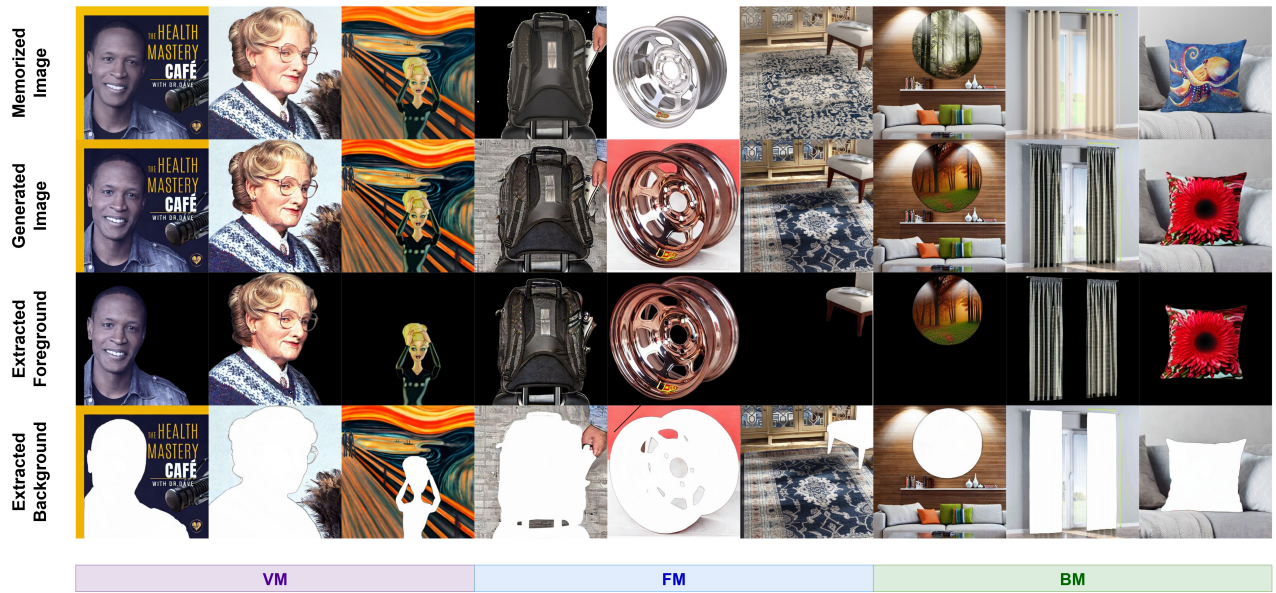 Memorized
Image
THE HEALTH
MASTERY
CAFÉ
WITH DR.DAVE
Generated
Image
THE HEALTH
MASTERY
CAFÉ
WITH DR.DAVE
Extracted
Foreground
Extracted
Background
THE HEALTH
MASTERY
CAFÉ
WITH DR.DAVE
VM
FM
BM